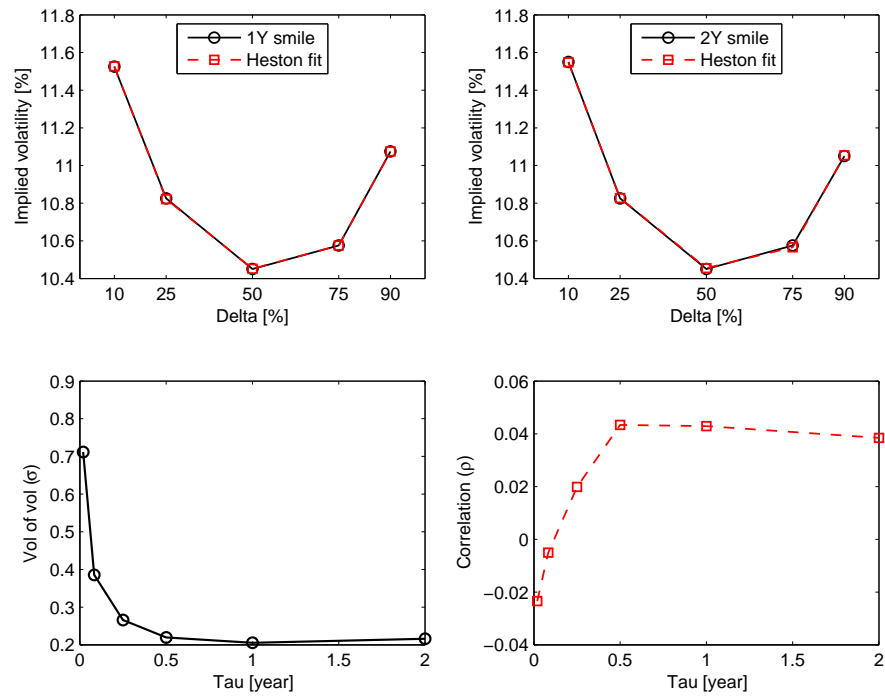 11.8
11.6
11.4
11.2
11
10.8
10.6
10.4
Implied volatility [%]
1Y smile
Heston fit
10 25 50 75 90
Delta [%]
11.8
11.6
11.4
11.2
11
10.8
10.6
10.4
Implied volatility [%]
2Y smile
Heston fit
10 25 50 75 90
Delta [%]
0.9
0.8
0.7
0.6
0.5
0.4
0.3
0.2
Vol of vol (σ)
0 0.5 1 1.5 2
Tau [year]
0.06
0.04
0.02
0
−0.02
−0.04
Correlation (ρ)
0 0.5 1 1.5 2
Tau [year]